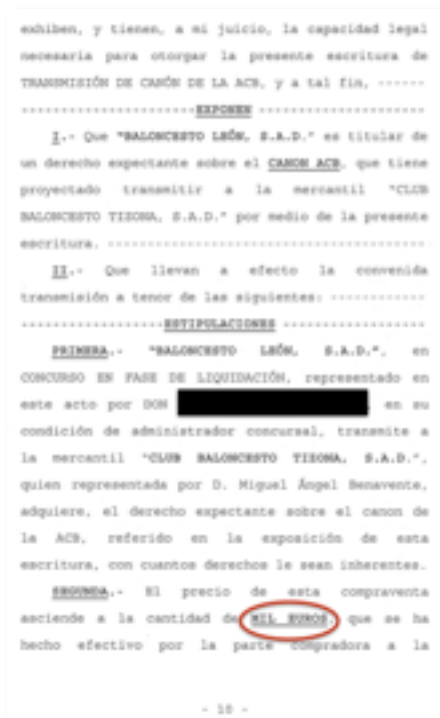 exhiben, y tienen, a mi juicio, la capacidad legal
necesaria para otorgar la presente escritura de
TRANSMISIÓN DE CANÓN DE LA ACB, y a tal fin, ------
----------------------EXPONEN ----------------------
I.- Que "BALONCESTO LEÓN, S.A.D." es titular de
un derecho expectante sobre el CANON ACB, que tiene
proyectado transmitir a la mercantil "CLUB
BALONCESTO TIZONA, S.A.D." por medio de la presente
escritura. ----------------------------------------
II.- Que llevan a efecto la convenida
transmisión a tenor de las siguientes: ------------
------------------ESTIPULACIONES ------------------
PRIMERA.- "BALONCESTO LEÓN, S.A.D.", en
CONCURSO EN FASE DE LIQUIDACIÓN, representado en
este acto por DON en su
condición de administrador concursal, transmite a
la mercantil "CLUB BALONCESTO TIZONA, S.A.D.",
quien representada por D. Miguel Ángel Benavente,
adquiere, el derecho expectante sobre el canon de
la ACB, referido en la exposición de esta
escritura, con cuantos derechos le sean inherentes.
SEGUNDA.- El precio de esta compraventa
asciende a la cantidad de MIL EUROS, que se ha
hecho efectivo por la parte compradora a la
- 10 -